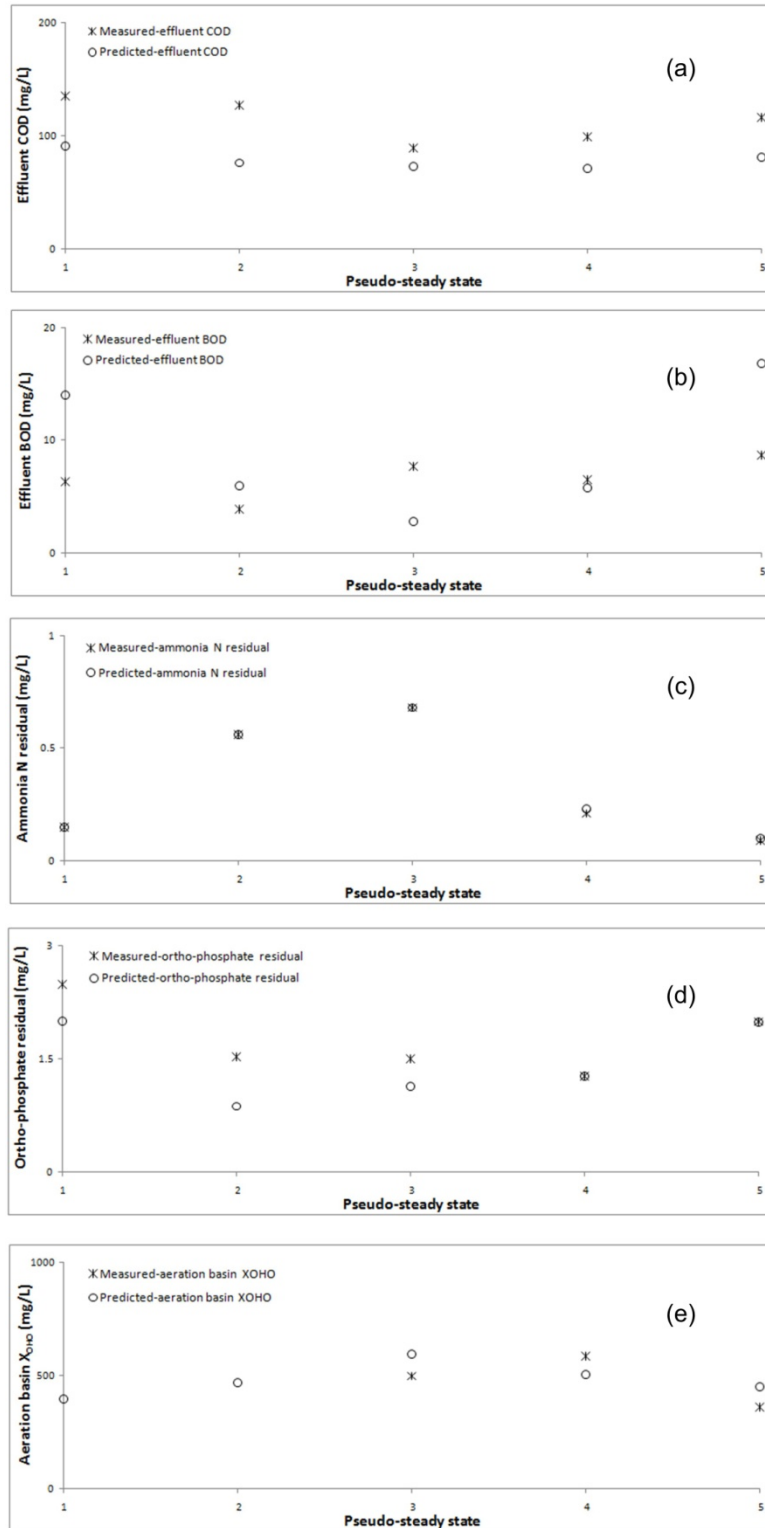 200
✱ Measured-effluent COD
○ Predicted-effluent COD
(a)
Effluent COD (mg/L)
100
0
1 2 3 4 5
Pseudo-steady state
20
✱ Measured-effluent BOD
○ Predicted-effluent BOD
(b)
Effluent BOD (mg/L)
10
0
1 2 3 4 5
Pseudo-steady state
1
✱ Measured-ammonia N residual
○ Predicted-ammonia N residual
(c)
Ammonia N residual (mg/L)
0.5
0
1 2 3 4 5
Pseudo-steady state
3
✱ Measured-ortho-phosphate residual
○ Predicted-ortho-phosphate residual
(d)
Ortho-phosphate residual (mg/L)
1.5
0
1 2 3 4 5
Pseudo-steady state
1000
✱ Measured-aeration basin XOHO
○ Predicted-aeration basin XOHO
(e)
Aeration basin XOHO (mg/L)
500
0
1 2 3 4 5
Pseudo-steady state